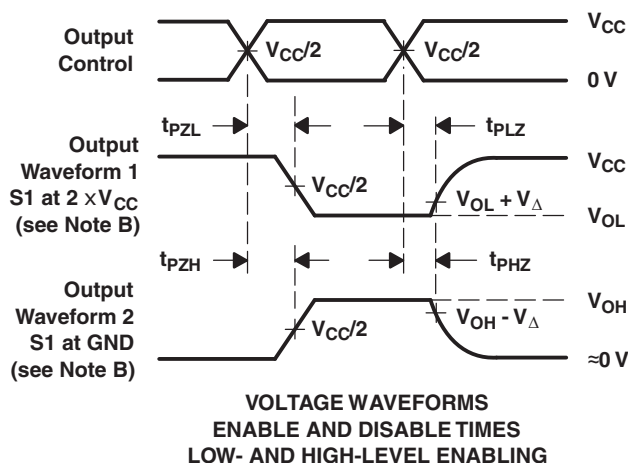 Output
Control
VCC/2
VCC/2
VCC
0 V
tPZL
tPLZ
Output
Waveform 1
S1 at 2 x VCC
(see Note B)
VCC/2
VCC
VOL + VΔ
VOL
tPZH
tPHZ
Output
Waveform 2
S1 at GND
(see Note B)
VCC/2
VOH
VOH - VΔ
≈0 V
VOLTAGE WAVEFORMS
ENABLE AND DISABLE TIMES
LOW- AND HIGH-LEVEL ENABLING